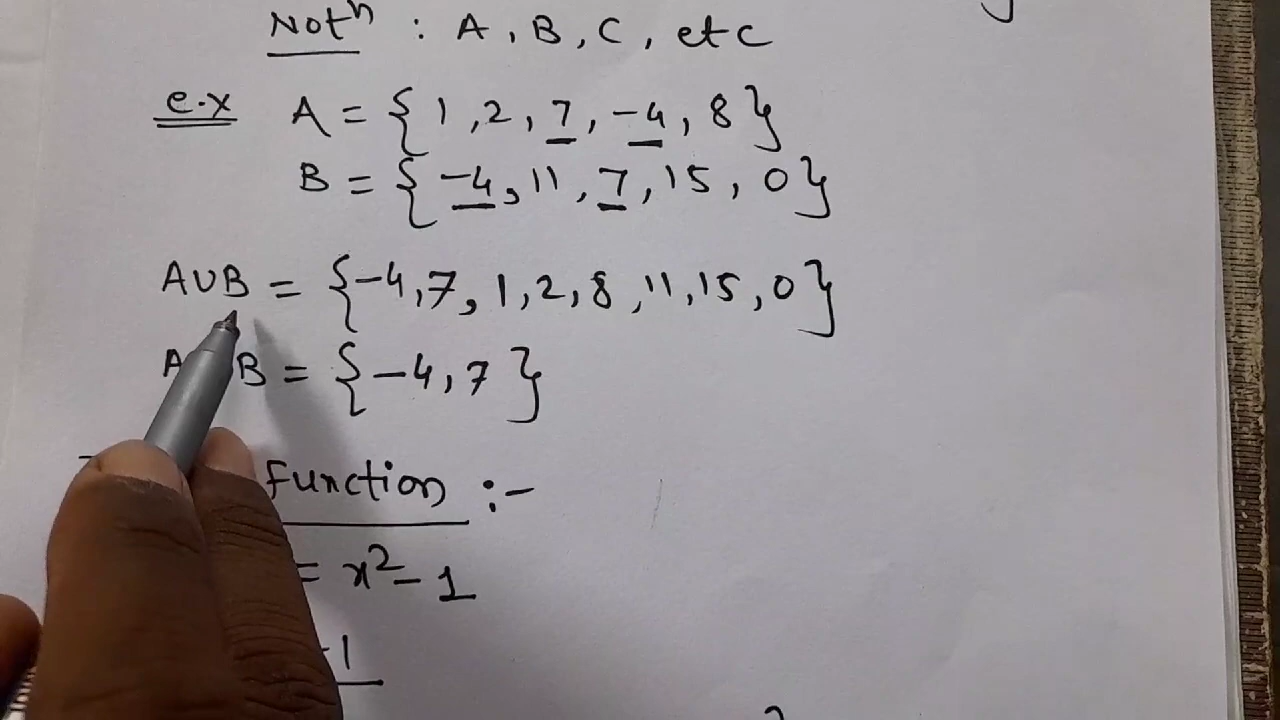 Notⁿ : A, B, C, etc
e.x A = { 1, 2, 7, -4, 8 }
B = { -4, 11, 7, 15, 0 }
A∪B = { -4, 7, 1, 2, 8, 11, 15, 0 }
A B = { -4, 7 }
Function :-
= x² - 1